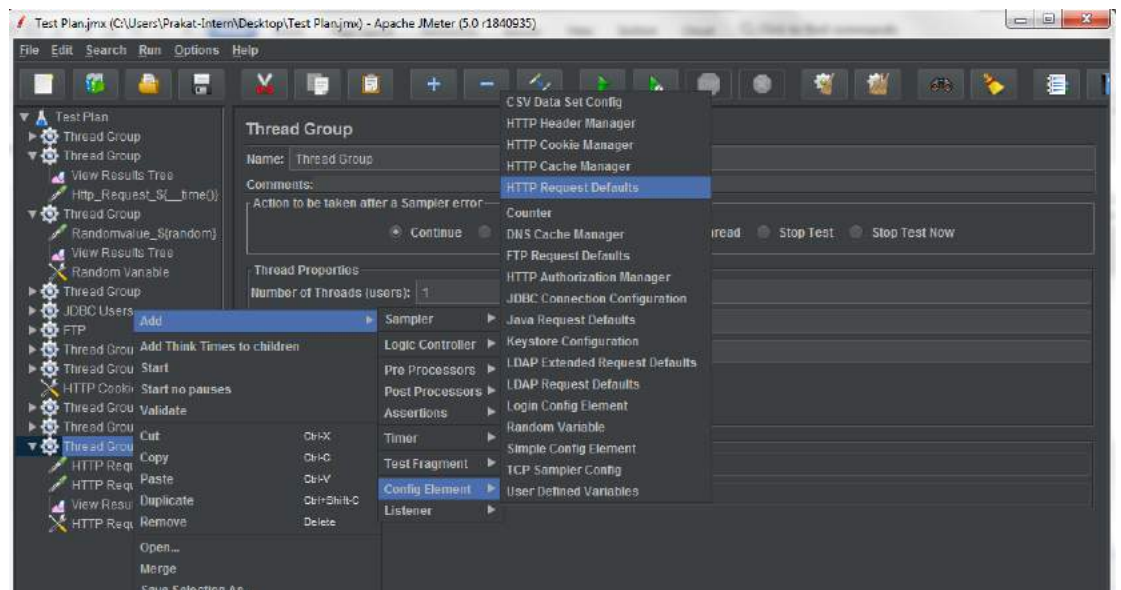 Test Plan.jmx (C:\Users\Prakat-Intern\Desktop\Test Plan.jmx) - Apache JMeter (5.0 r1840935)
File Edit Search Run Options Help
Test Plan
Thread Group
Thread Group
View Results Tree
Http_Request_${__time()}
Thread Group
Randomvalue_${random}
View Results Tree
Random Variable
Thread Group
JDBC Users
FTP
Thread Grou
Thread Grou
HTTP Cooki
Thread Grou
Thread Grou
Thread Grou
HTTP Requ
HTTP Requ
View Resu
HTTP Requ
Thread Group
Name: Thread Group
Comments:
Action to be taken after a Sampler error
Continue
read Stop Test Stop Test Now
Thread Properties
Number of Threads (users): 1
Add
Add Think Times to children
Start
Start no pauses
Validate
Cut Ctrl-X
Copy Ctrl-C
Paste Ctrl-V
Duplicate Ctrl+Shift-C
Remove Delete
Open...
Merge
Save Selection As
Sampler
Logic Controller
Pre Processors
Post Processors
Assertions
Timer
Test Fragment
Config Element
Listener
CSV Data Set Config
HTTP Header Manager
HTTP Cookie Manager
HTTP Cache Manager
HTTP Request Defaults
Counter
DNS Cache Manager
FTP Request Defaults
HTTP Authorization Manager
JDBC Connection Configuration
Java Request Defaults
Keystore Configuration
LDAP Extended Request Defaults
LDAP Request Defaults
Login Config Element
Random Variable
Simple Config Element
TCP Sampler Config
User Defined Variables